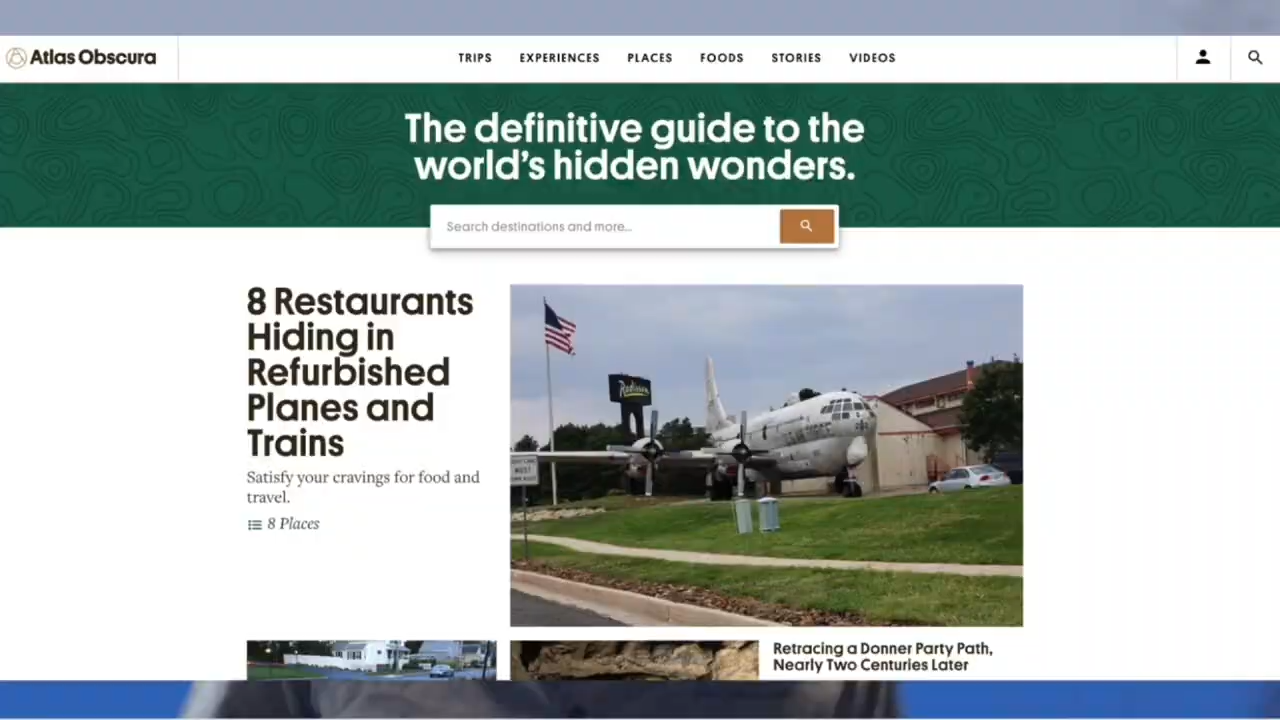 Atlas Obscura
TRIPS EXPERIENCES PLACES FOODS STORIES VIDEOS
The definitive guide to the
world's hidden wonders.
Search destinations and more...
8 Restaurants
Hiding in
Refurbished
Planes and
Trains
Satisfy your cravings for food and
travel.
8 Places
Radisson
Retracing a Donner Party Path,
Nearly Two Centuries Later